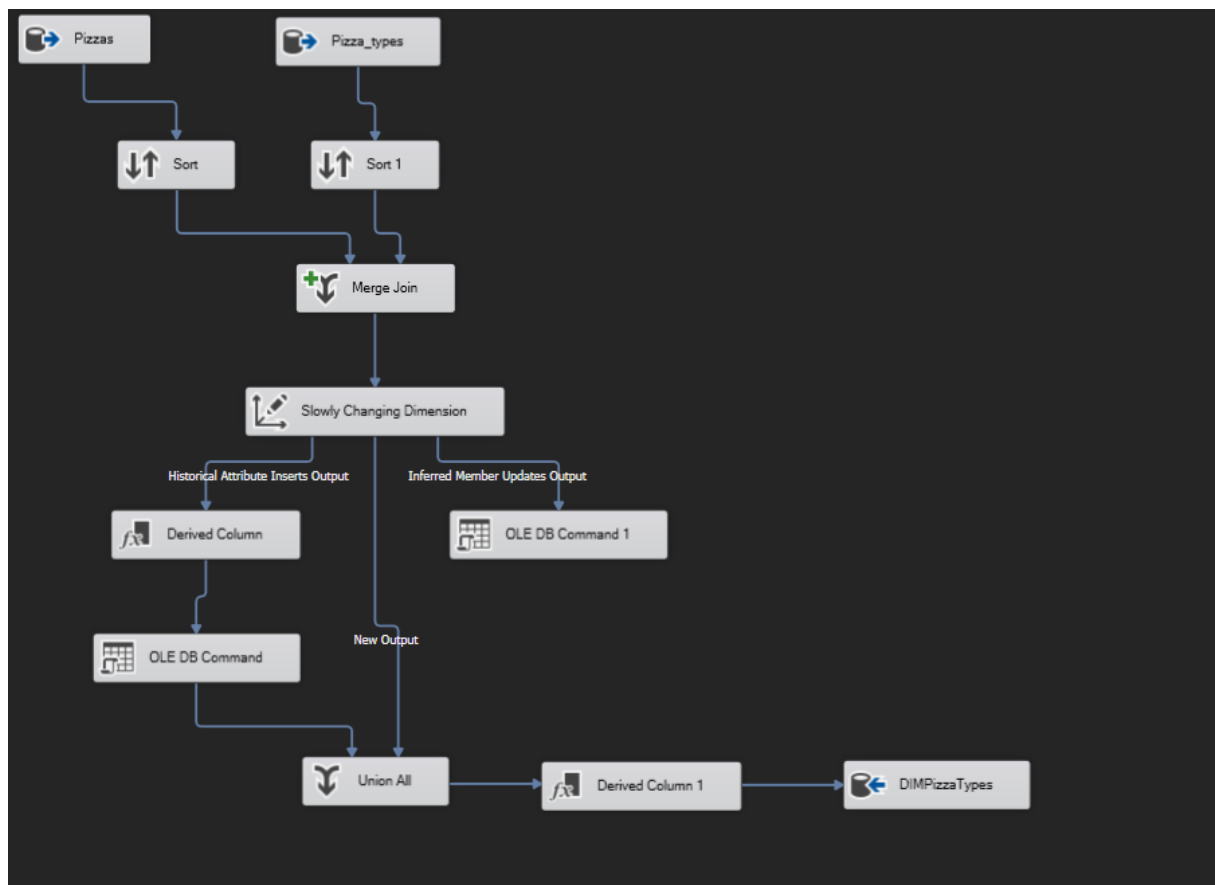 Pizzas
Pizza_types
Sort
Sort 1
Merge Join
Slowly Changing Dimension
Historical Attribute Inserts Output
Inferred Member Updates Output
Derived Column
OLE DB Command 1
New Output
OLE DB Command
Union All
Derived Column 1
DIMPizzaTypes